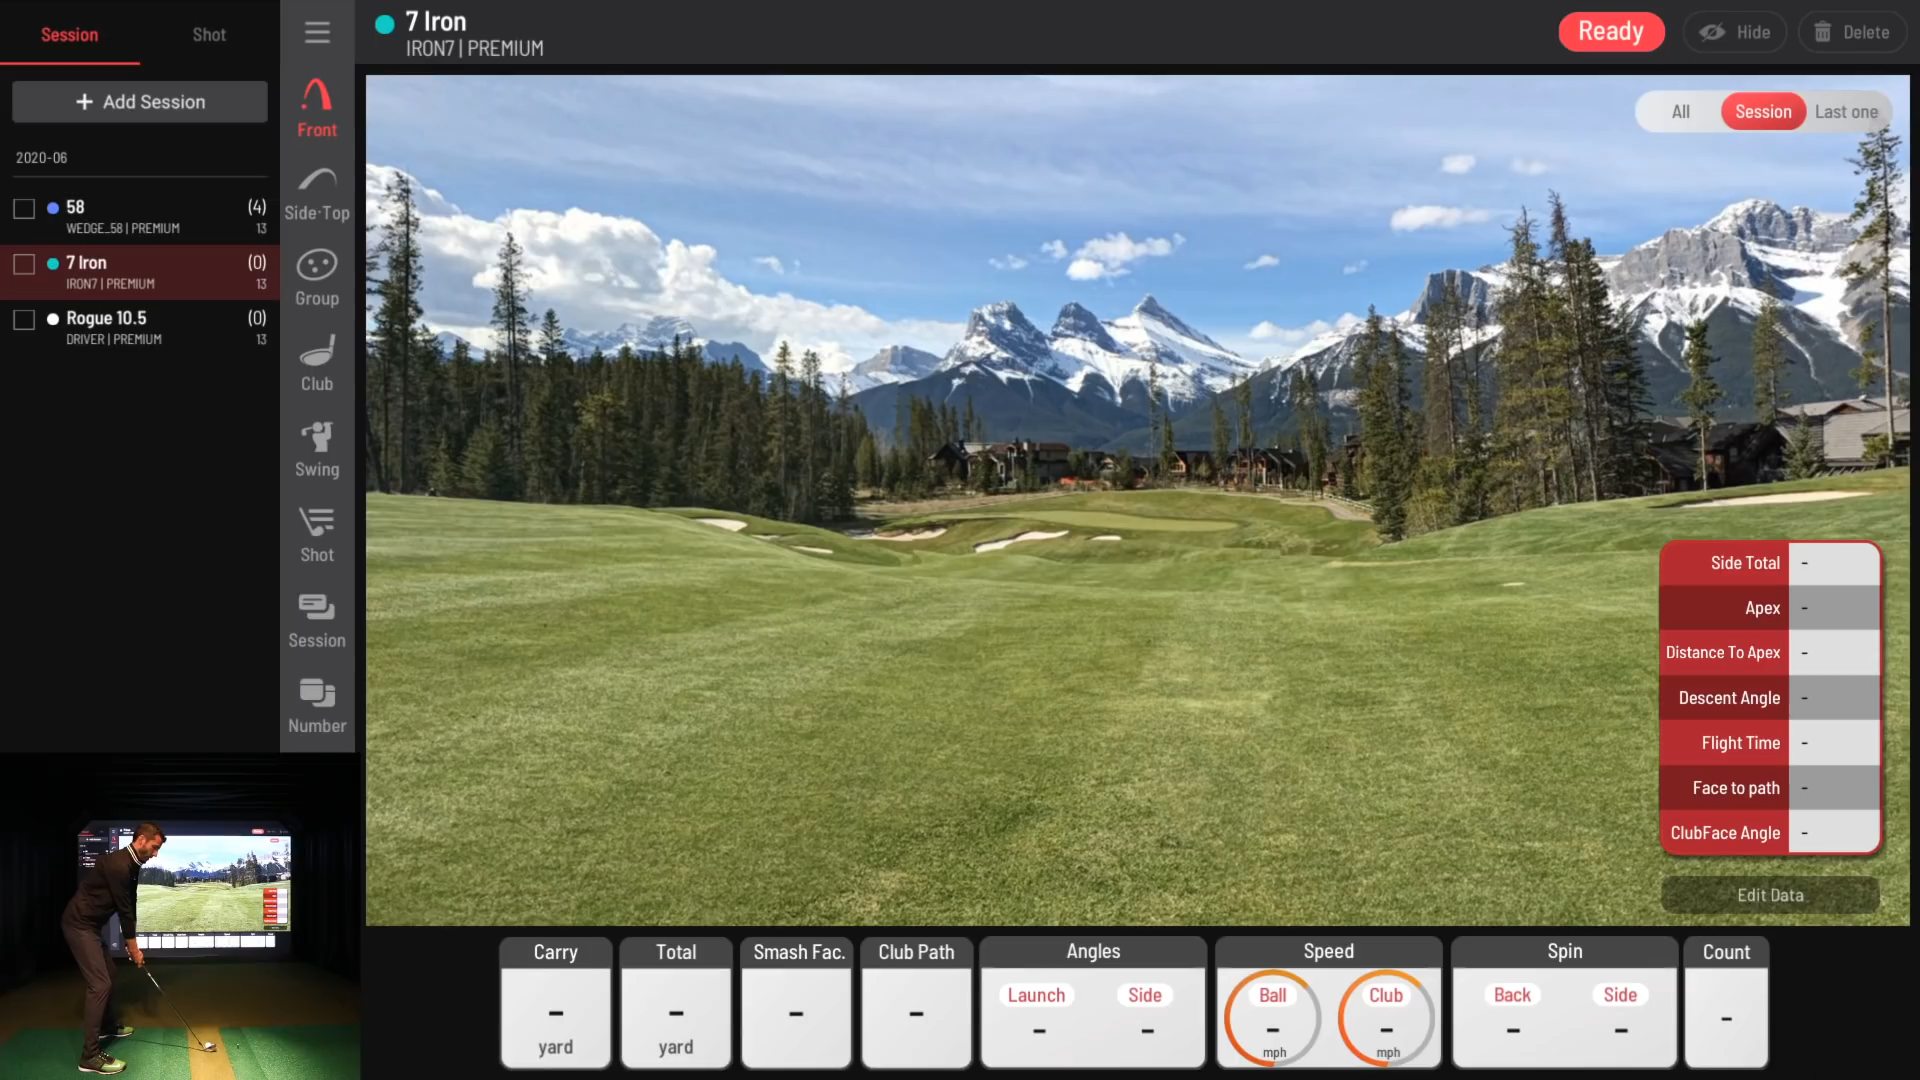 Session
Shot
Add Session
2020-06
58 (4)
WEDGE_58 | PREMIUM 13
7 Iron (0)
IRON7 | PREMIUM 13
Rogue 10.5 (0)
DRIVER | PREMIUM 13
Front
Side·Top
Group
Club
Swing
Shot
Session
Number
7 Iron
IRON7 | PREMIUM
Ready
Hide
Delete
All
Session
Last one
Side Total -
Apex -
Distance To Apex -
Descent Angle -
Flight Time -
Face to path -
ClubFace Angle -
Edit Data
Carry
-
yard
Total
-
yard
Smash Fac.
-
Club Path
-
Angles
Launch Side
- -
Speed
Ball Club
- -
mph mph
Spin
Back Side
- -
Count
-